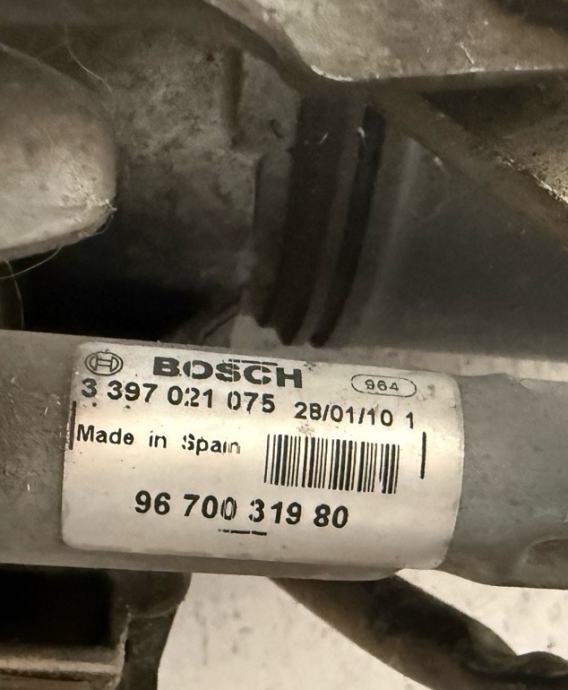 BOSCH 964
3 397 021 075 28/01/10 1
Made in Spain
96 700 319 80